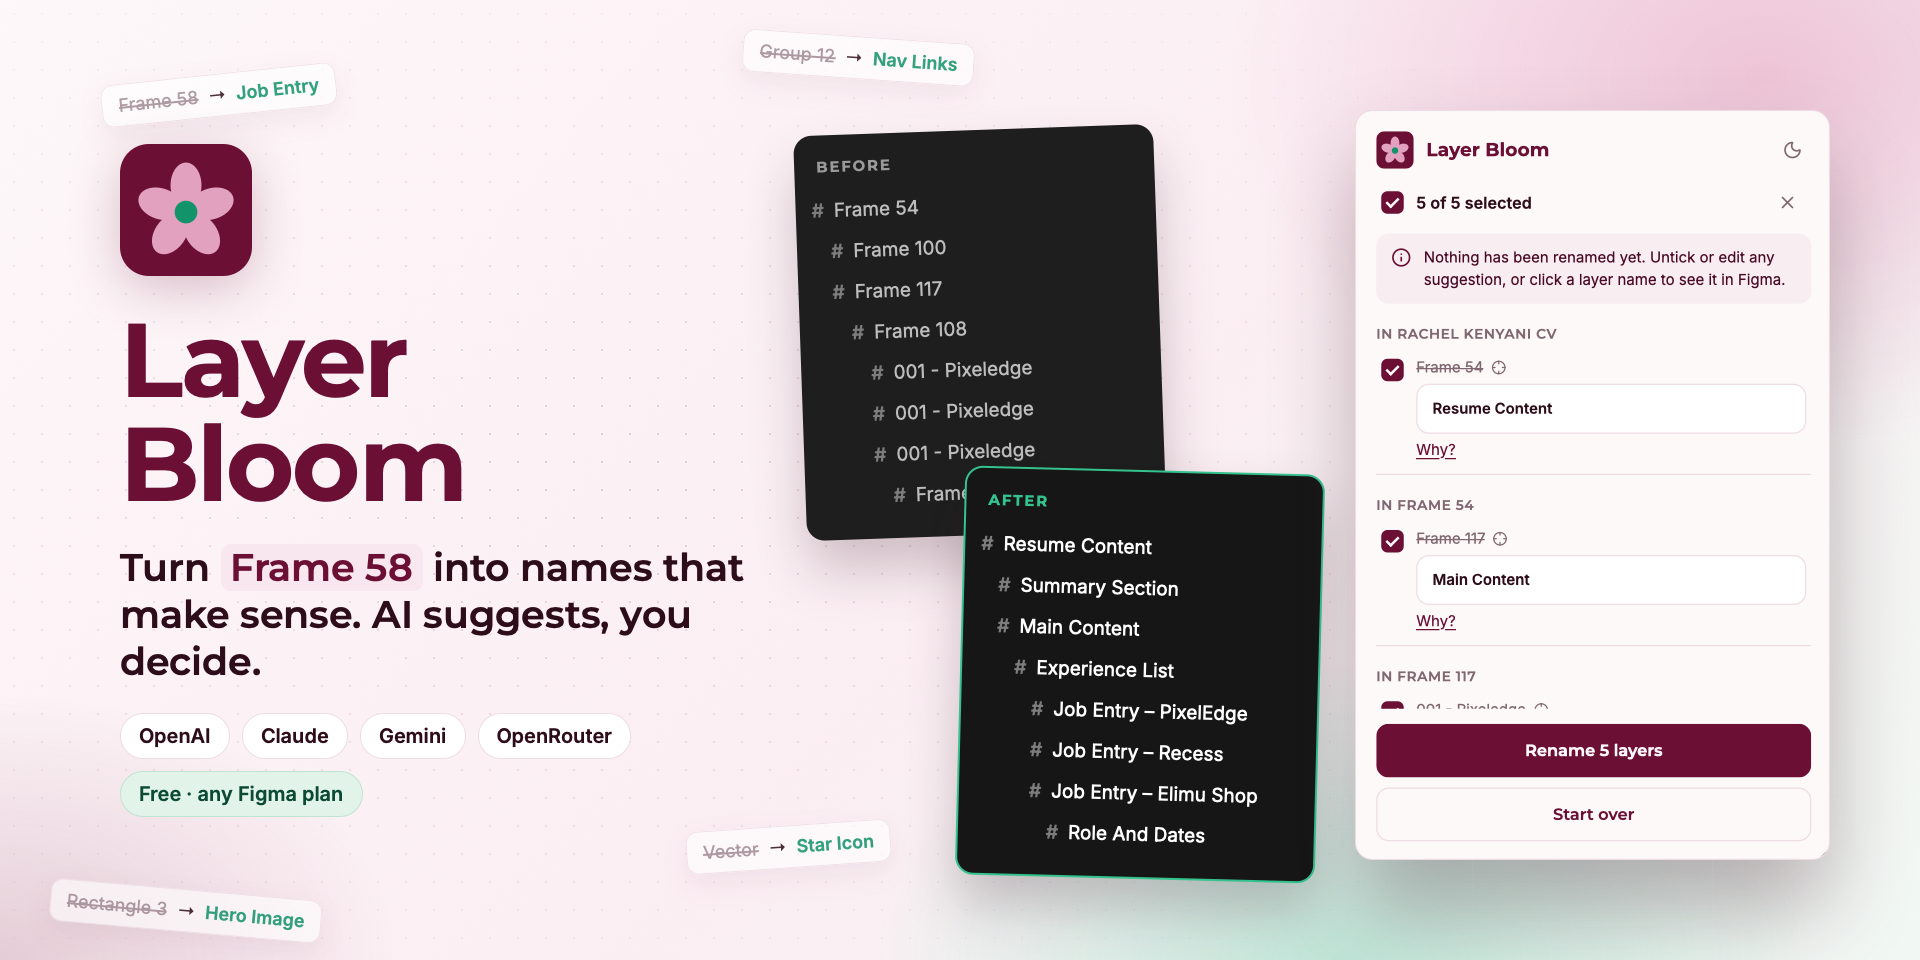 Frame 58 → Job Entry
Group 12 → Nav Links
Layer
Bloom
Turn Frame 58 into names that
make sense. AI suggests, you
decide.
OpenAI
Claude
Gemini
OpenRouter
Free · any Figma plan
Vector → Star Icon
Rectangle 3 → Hero Image
BEFORE
# Frame 54
# Frame 100
# Frame 117
# Frame 108
# 001 - Pixeledge
# 001 - Pixeledge
# 001 - Pixeledge
# Frame
AFTER
# Resume Content
# Summary Section
# Main Content
# Experience List
# Job Entry – PixelEdge
# Job Entry – Recess
# Job Entry – Elimu Shop
# Role And Dates
Layer Bloom
5 of 5 selected
Nothing has been renamed yet. Untick or edit any
suggestion, or click a layer name to see it in Figma.
IN RACHEL KENYANI CV
Frame 54
Resume Content
Why?
IN FRAME 54
Frame 117
Main Content
Why?
IN FRAME 117
001 - Pixeledge
Rename 5 layers
Start over